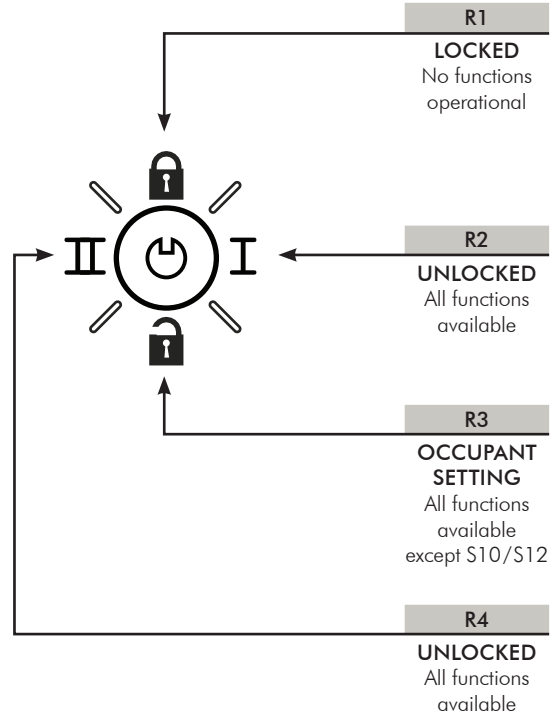 R1
LOCKED
No functions
operational
II
I
R2
UNLOCKED
All functions
available
R3
OCCUPANT
SETTING
All functions
available
except S10/S12
R4
UNLOCKED
All functions
available